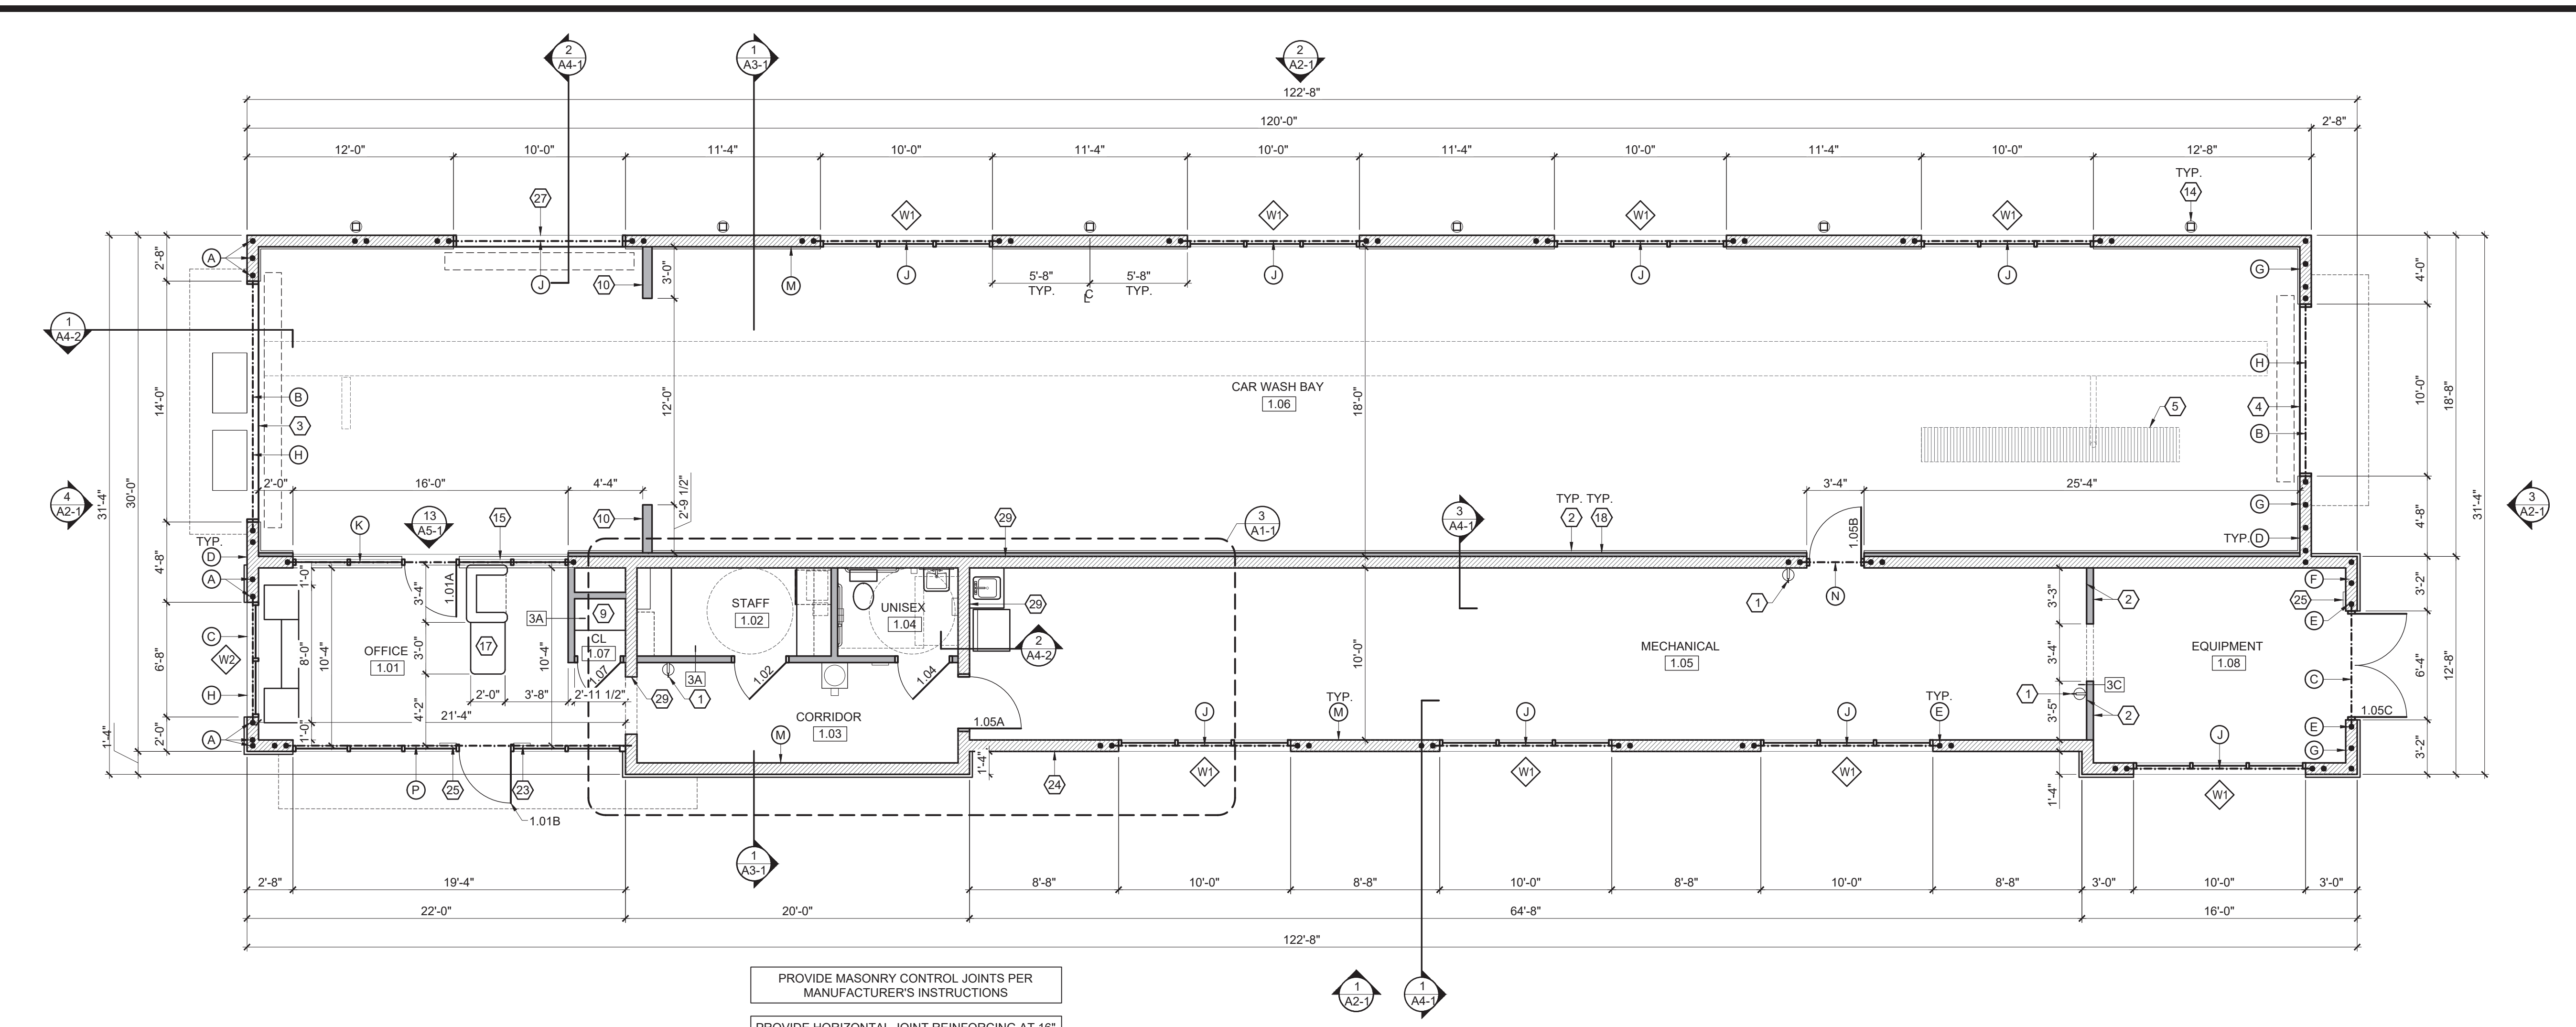 2
A4-1
1
A3-1
2
A2-1
122'-8"
120'-0"
2'-8"
12'-0"
10'-0"
11'-4"
10'-0"
11'-4"
10'-0"
11'-4"
10'-0"
11'-4"
10'-0"
12'-8"
TYP.
14
27
W1
W1
W1
W1
A
2'-8"
J
10
3'-0"
M
J
5'-8"
TYP.
CL
5'-8"
TYP.
J
J
J
G
4'-0"
1
A4-2
14'-0"
B
3
H
12'-0"
CAR WASH BAY
1.06
18'-0"
H
4
B
5
10'-0"
18'-8"
4
A2-1
31'-4"
30'-0"
2'-0"
16'-0"
4'-4"
2'-9 1/2"
3'-4"
25'-4"
G
31'-4"
3
A2-1
K
13
A5-1
15
10
29
3
A1-1
3
A4-1
TYP. TYP.
2
18
1.05B
4'-8"
TYP.
D
TYP.
D
4'-8"
A
1'-0"
3'-4"
1.01A
STAFF
1.02
UNISEX
1.04
29
1
N
3'-3"
2
F
25
E
3'-2"
9
3A
CL
1.07
C
W2
6'-8"
8'-0"
10'-4"
OFFICE
1.01
3'-0"
17
10'-4"
1.07
2
A4-2
10'-0"
MECHANICAL
1.05
3'-4"
EQUIPMENT
1.08
6'-4"
12'-8"
H
2'-0"
3'-8"
2'-11 1/2"
29
3A
1
1.02
1.04
1
3C
C
1.05C
4'-2"
21'-4"
CORRIDOR
1.03
1.05A
J
TYP.
M
J
J
TYP.
E
3'-5"
2
E
A
2'-0"
1'-0"
M
J
G
3'-2"
1'-4"
P
25
23
1.01B
1'-4"
24
W1
W1
W1
1'-4"
W1
1
A3-1
2'-8"
19'-4"
8'-8"
10'-0"
8'-8"
10'-0"
8'-8"
10'-0"
8'-8"
3'-0"
10'-0"
3'-0"
22'-0"
20'-0"
64'-8"
16'-0"
122'-8"
PROVIDE MASONRY CONTROL JOINTS PER
MANUFACTURER'S INSTRUCTIONS
1
A2-1
1
A4-1
PROVIDE HORIZONTAL JOINT REINFORCING AT 16"